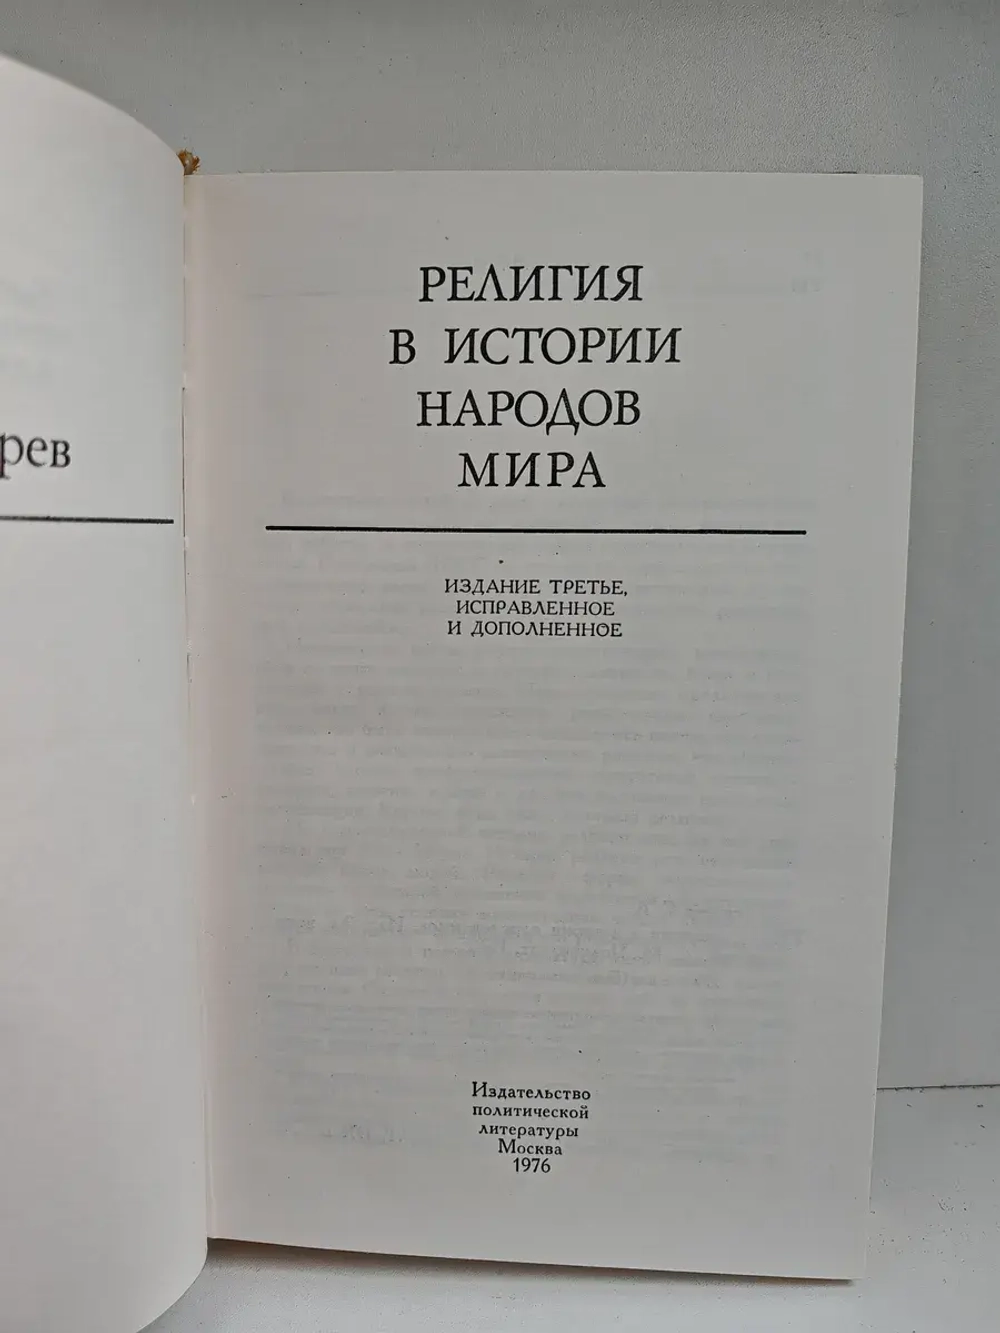 рев
РЕЛИГИЯ
В ИСТОРИИ
НАРОДОВ
МИРА
ИЗДАНИЕ ТРЕТЬЕ,
ИСПРАВЛЕННОЕ
И ДОПОЛНЕННОЕ
Издательство
политической
литературы
Москва
1976